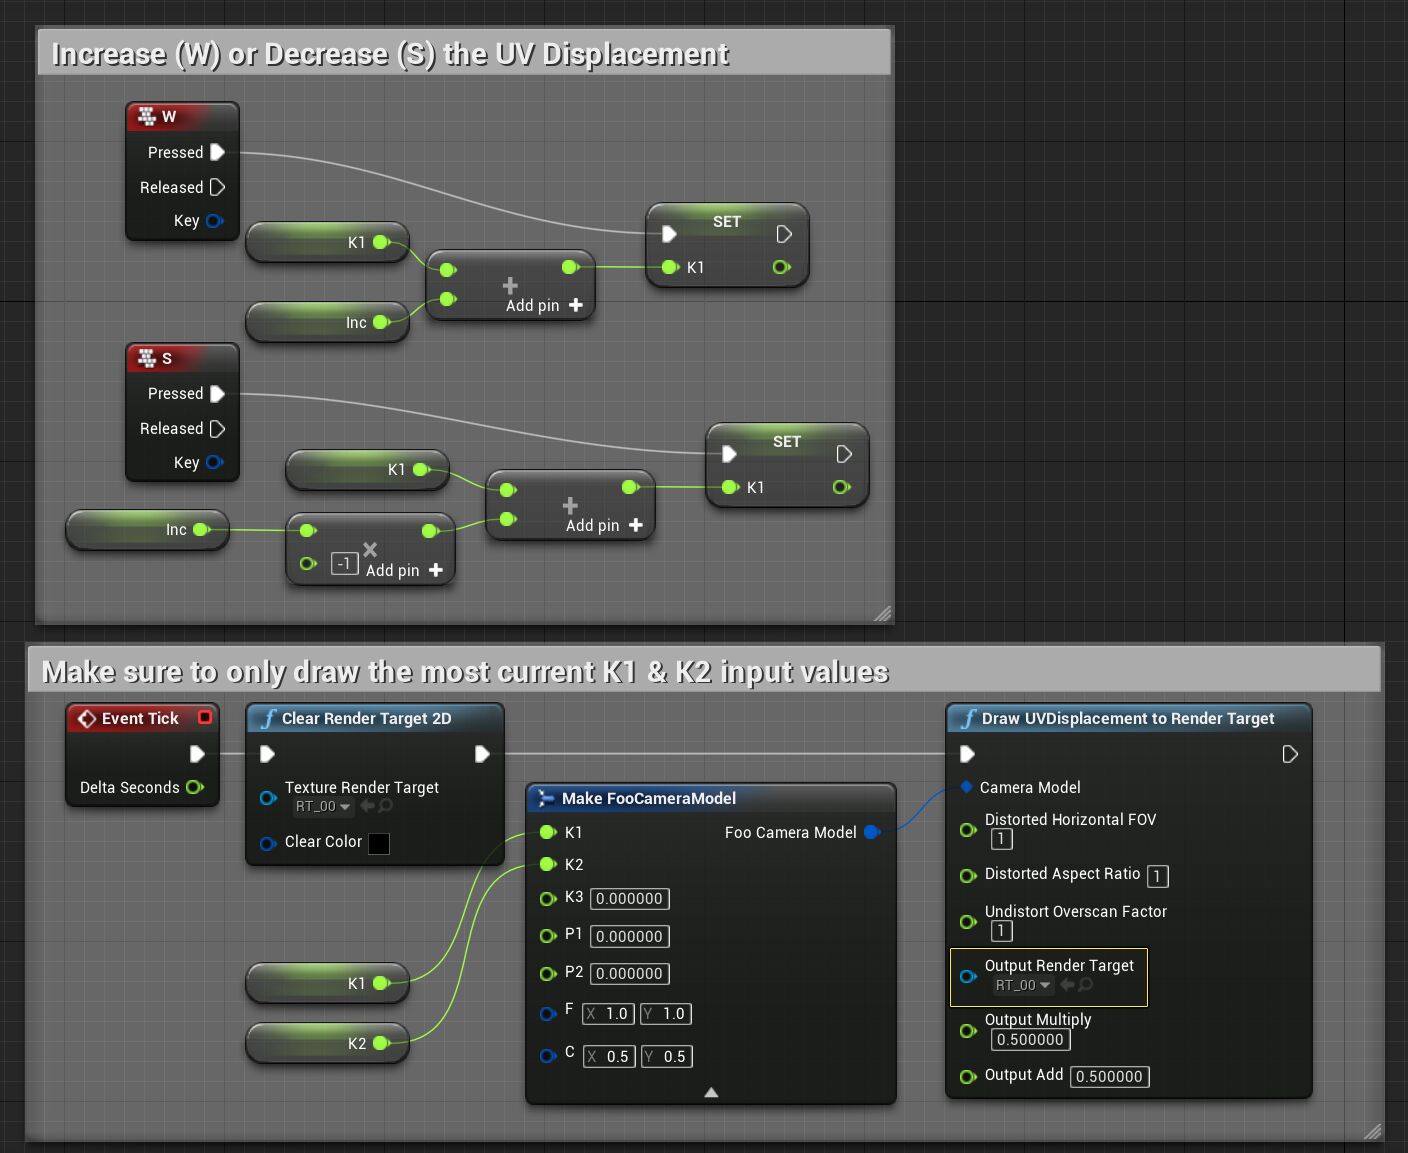 Increase (W) or Decrease (S) the UV Displacement
W
Pressed
Released
Key
K1
Inc
+
Add pin +
SET
K1
S
Pressed
Released
Key
K1
Inc
-1
×
Add pin +
+
Add pin +
SET
K1
Make sure to only draw the most current K1 & K2 input values
Event Tick
Delta Seconds
f Clear Render Target 2D
Texture Render Target
RT_00
Clear Color
Make FooCameraModel
K1
Foo Camera Model
K2
K3 0.000000
P1 0.000000
P2 0.000000
F X 1.0 Y 1.0
C X 0.5 Y 0.5
K1
K2
f Draw UVDisplacement to Render Target
Camera Model
Distorted Horizontal FOV
1
Distorted Aspect Ratio 1
Undistort Overscan Factor
1
Output Render Target
RT_00
Output Multiply
0.500000
Output Add 0.500000